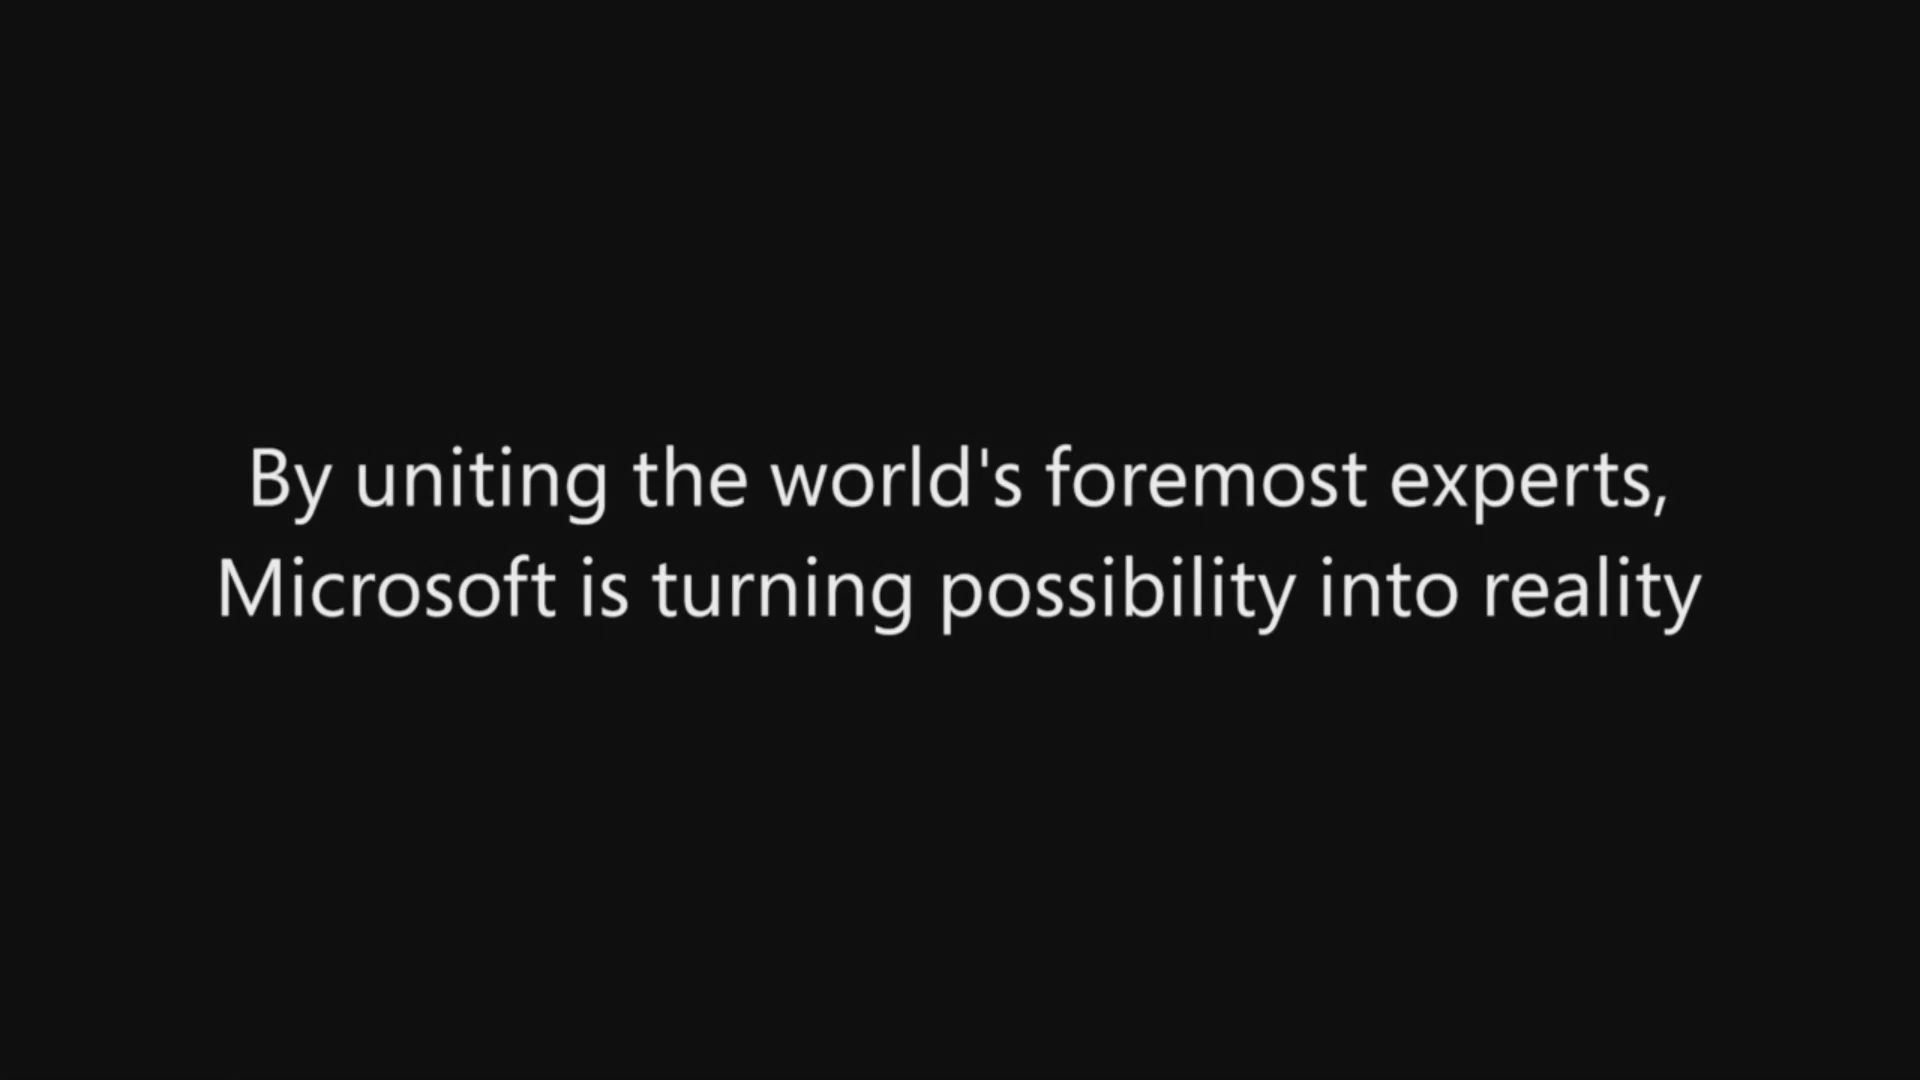 By uniting the world's foremost experts,
Microsoft is turning possibility into reality